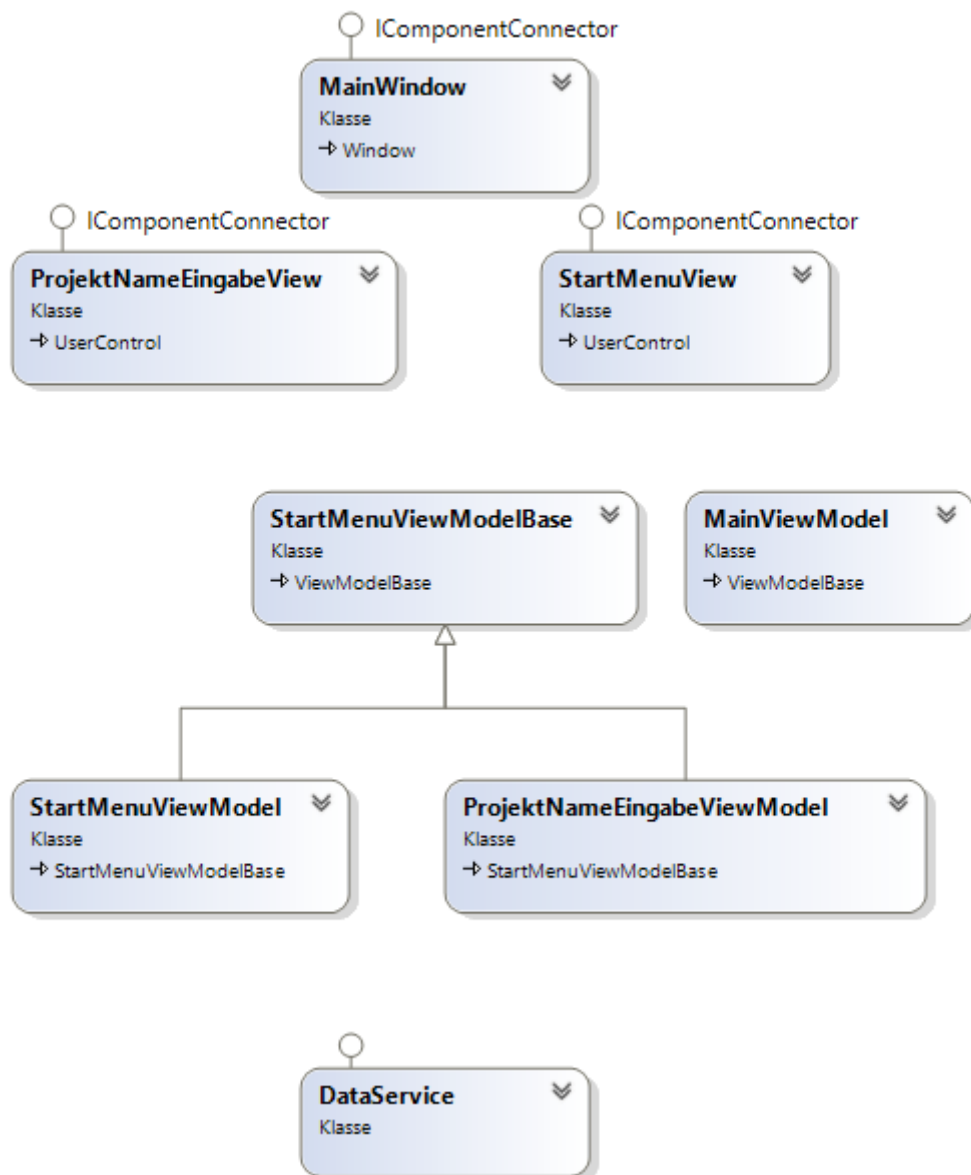 IComponentConnector
MainWindow
Klasse
Window
IComponentConnector
IComponentConnector
ProjektNameEingabeView
Klasse
UserControl
StartMenuView
Klasse
UserControl
StartMenuViewModelBase
Klasse
ViewModelBase
MainViewModel
Klasse
ViewModelBase
StartMenuViewModel
Klasse
StartMenuViewModelBase
ProjektNameEingabeViewModel
Klasse
StartMenuViewModelBase
DataService
Klasse